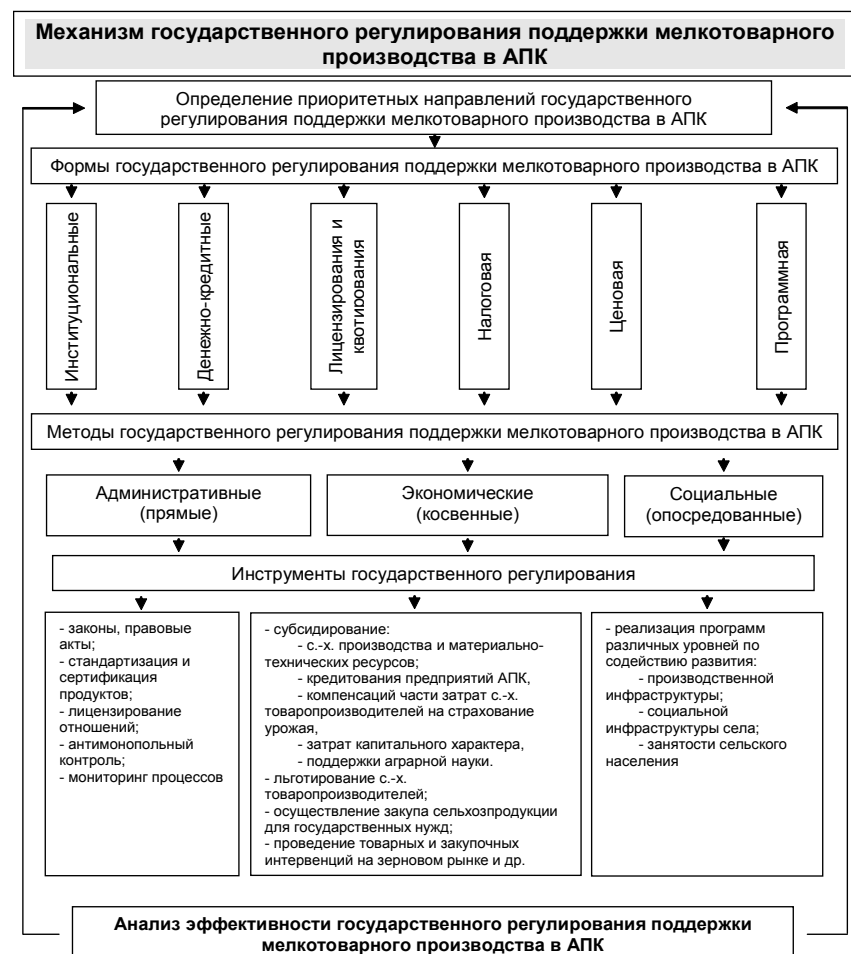 Механизм государственного регулирования поддержки мелкотоварного
производства в АПК
Определение приоритетных направлений государственного
регулирования поддержки мелкотоварного производства в АПК
Формы государственного регулирования поддержки мелкотоварного производства в АПК
Институциональные
Денежно-кредитные
Лицензирования и
квотирования
Налоговая
Ценовая
Программная
Методы государственного регулирования поддержки мелкотоварного производства в АПК
Административные
(прямые)
Экономические
(косвенные)
Социальные
(опосредованные)
Инструменты государственного регулирования
- законы, правовые
акты;
- стандартизация и
сертификация
продуктов;
- лицензирование
отношений;
- антимонопольный
контроль;
- мониторинг процессов
- субсидирование:
- с.-х. производства и материально-
технических ресурсов;
- кредитования предприятий АПК,
- компенсаций части затрат с.-х.
товаропроизводителей на страхование
урожая,
- затрат капитального характера,
- поддержки аграрной науки.
- льготирование с.-х.
товаропроизводителей;
- осуществление закупа сельхозпродукции
для государственных нужд;
- проведение товарных и закупочных
интервенций на зерновом рынке и др.
- реализация программ
различных уровней по
содействию развития:
- производственной
инфраструктуры;
- социальной
инфраструктуры села;
- занятости сельского
населения
Анализ эффективности государственного регулирования поддержки
мелкотоварного производства в АПК